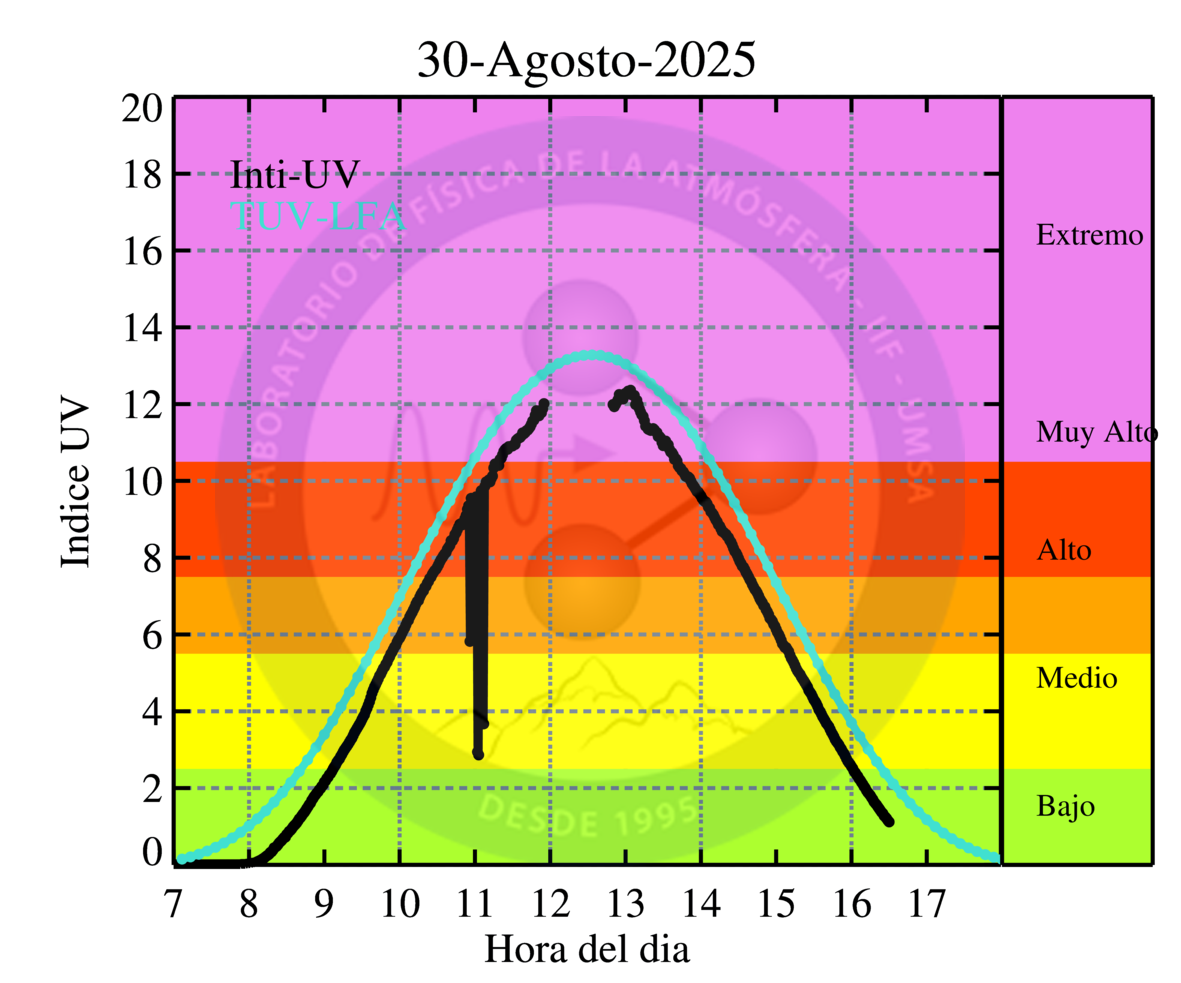 30-Agosto-2025
20
18
16
14
12
10
8
6
4
2
0
Indice UV
Inti-UV
TUV-LFA
LABORATORIO DE FÍSICA DE LA ATMÓSFERA - IIF - UMSA
DESDE 1995
Extremo
Muy Alto
Alto
Medio
Bajo
7 8 9 10 11 12 13 14 15 16 17
Hora del dia